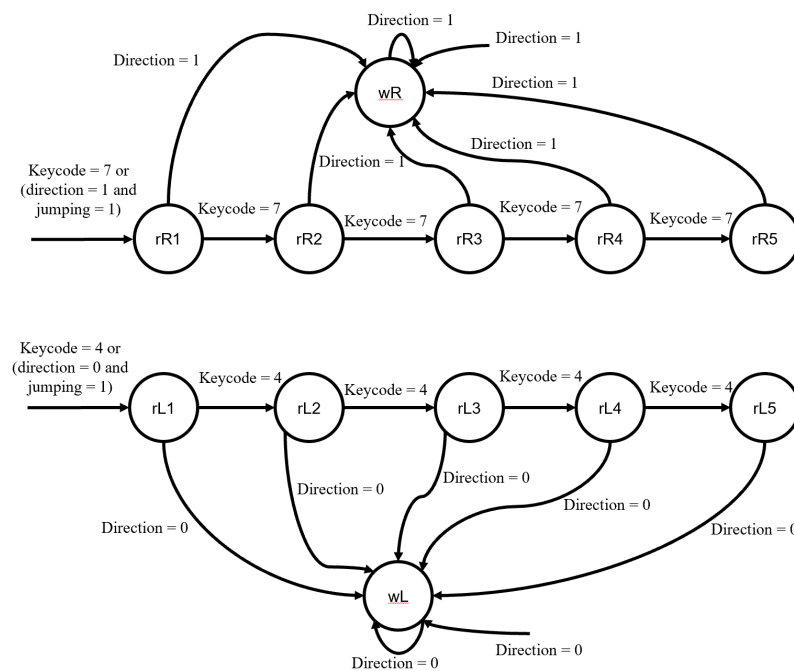 Direction = 1
Direction = 1
Direction = 1
Direction = 1
wR
Direction = 1
Direction = 1
Keycode = 7 or
(direction = 1 and
jumping = 1)
Keycode = 7
Keycode = 7
Keycode = 7
Keycode = 7
rR1
rR2
rR3
rR4
rR5
Keycode = 4 or
(direction = 0 and
jumping = 1)
Keycode = 4
Keycode = 4
Keycode = 4
Keycode = 4
rL1
rL2
rL3
rL4
rL5
Direction = 0
Direction = 0
Direction = 0
Direction = 0
Direction = 0
wL
Direction = 0
Direction = 0